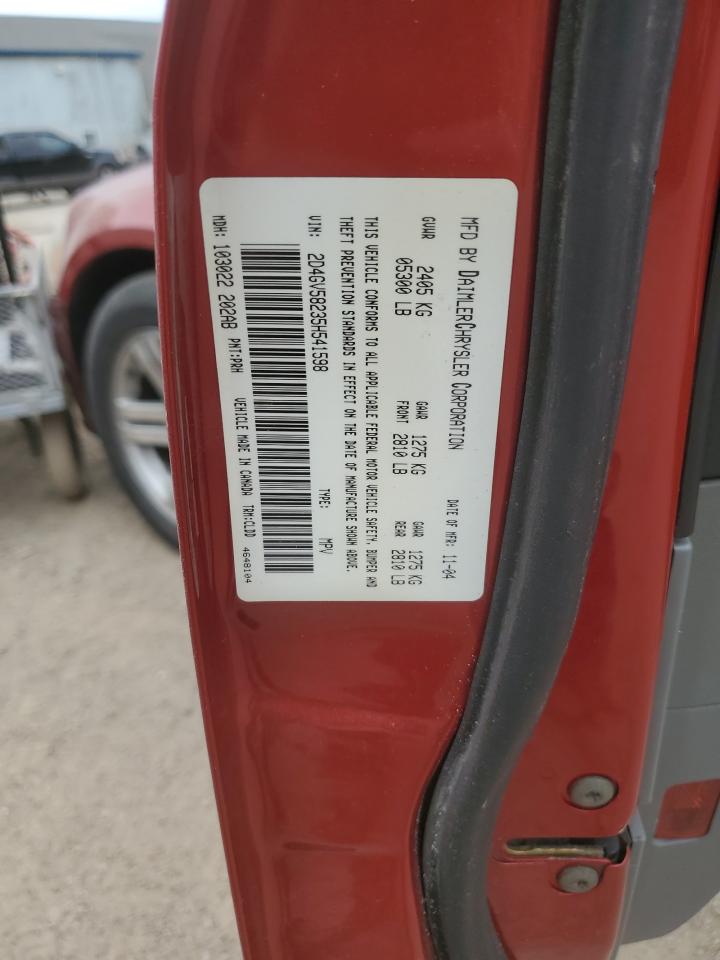 MFD BY DAIMLERCHRYSLER CORPORATION DATE OF MFR: 11-04
GVWR 2405 KG GAWR 1275 KG GAWR 1275 KG
05300 LB FRONT 2810 LB REAR 2810 LB
THIS VEHICLE CONFORMS TO ALL APPLICABLE FEDERAL MOTOR VEHICLE SAFETY, BUMPER AND
THEFT PREVENTION STANDARDS IN EFFECT ON THE DATE OF MANUFACTURE SHOWN ABOVE.
VIN: 2D4GV58235H541598 TYPE: MPV
MDH: 103022 202AB PNT:PRH VEHICLE MADE IN CANADA TRM:CLDD 4648104